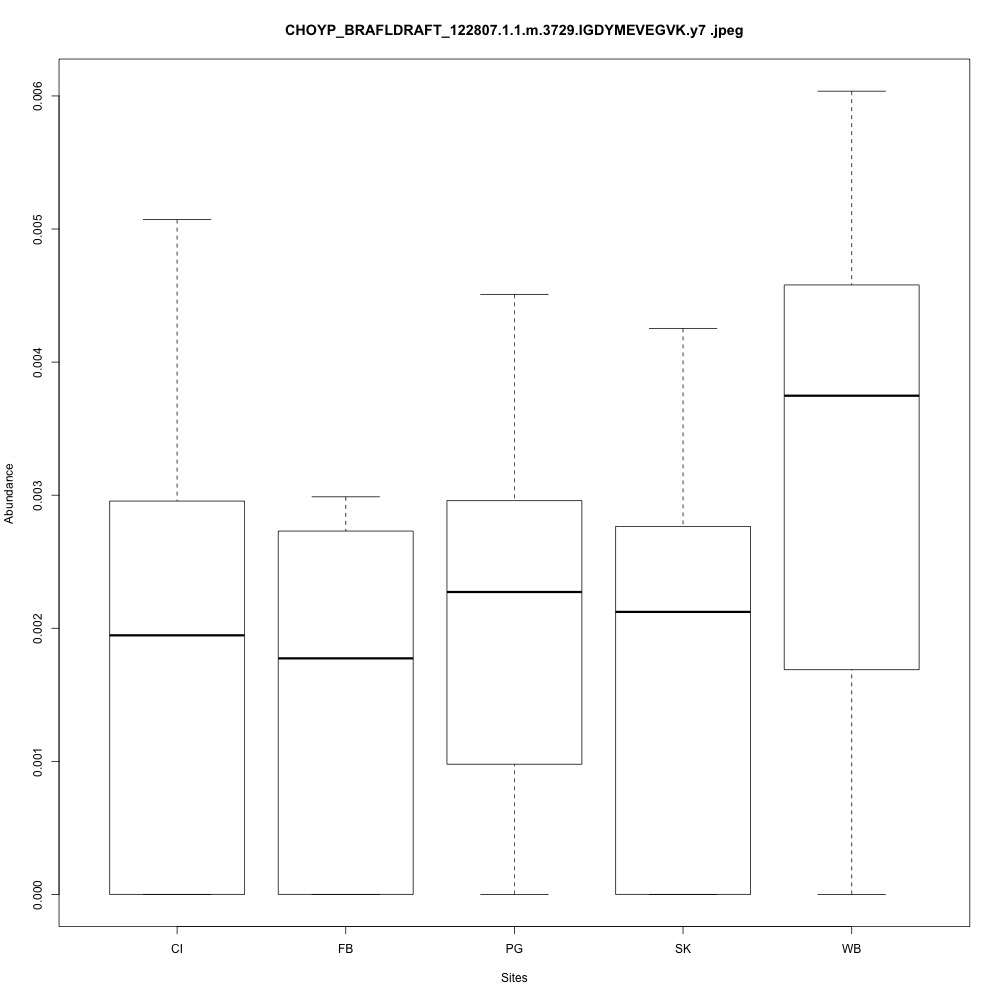 CHOYP_BRAFLDRAFT_122807.1.1.m.3729.IGDYMEVEGVK.y7 .jpeg
Abundance
0.006
0.005
0.004
0.003
0.002
0.001
0.000
CI FB PG SK WB
Sites